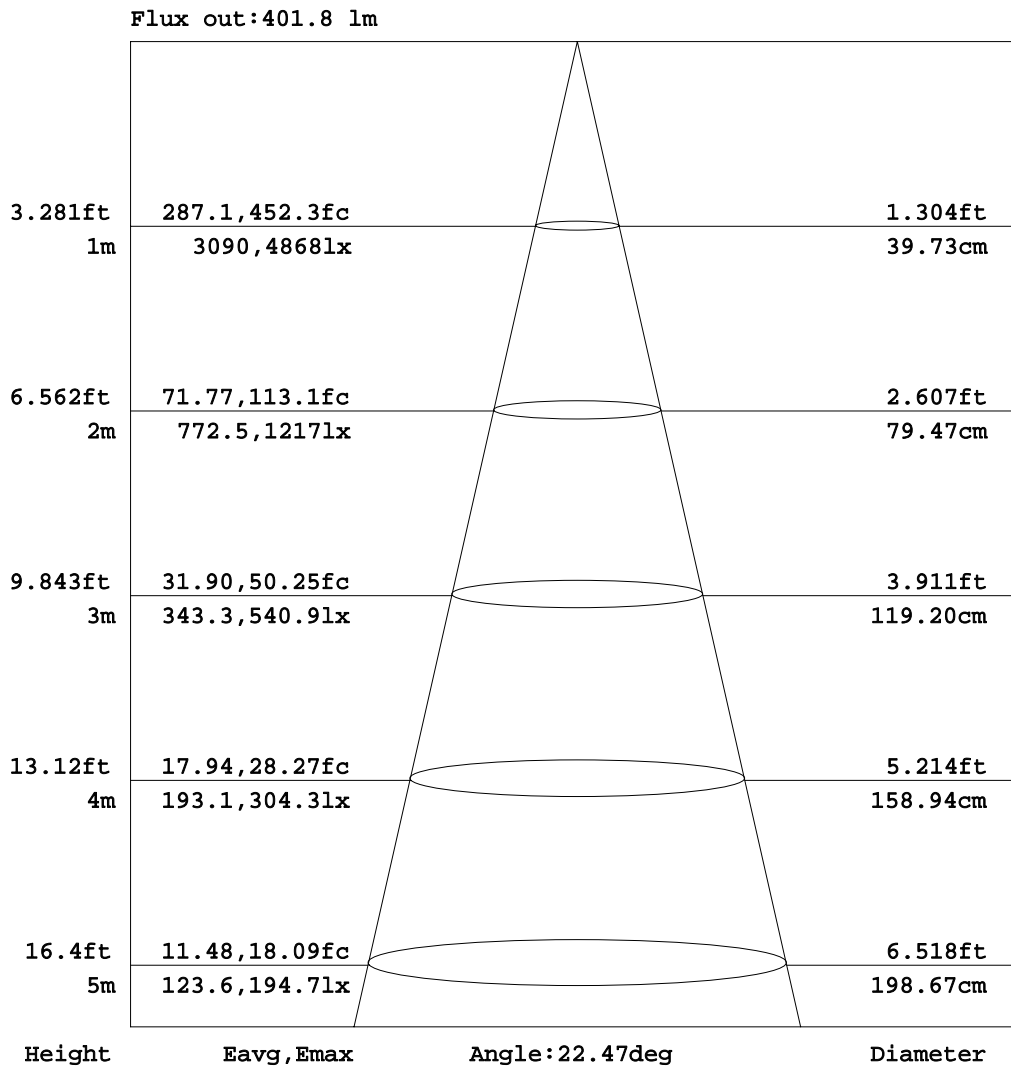 Flux out:401.8 lm
3.281ft 287.1,452.3fc 1.304ft
1m 3090,4868lx 39.73cm
6.562ft 71.77,113.1fc 2.607ft
2m 772.5,1217lx 79.47cm
9.843ft 31.90,50.25fc 3.911ft
3m 343.3,540.9lx 119.20cm
13.12ft 17.94,28.27fc 5.214ft
4m 193.1,304.3lx 158.94cm
16.4ft 11.48,18.09fc 6.518ft
5m 123.6,194.7lx 198.67cm
Height Eavg,Emax Angle:22.47deg Diameter